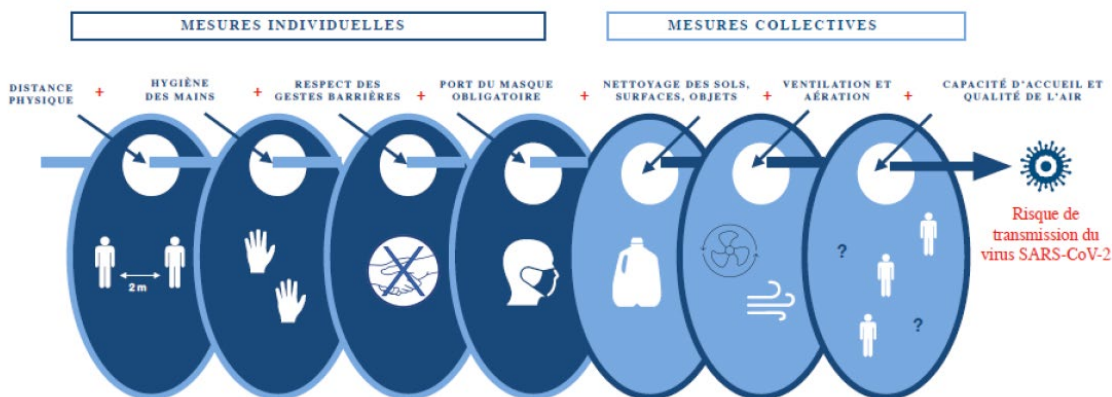 MESURES INDIVIDUELLES
MESURES COLLECTIVES
DISTANCE
PHYSIQUE
+
HYGIÈNE
DES MAINS
+
RESPECT DES
GESTES BARRIÈRES
+
PORT DU MASQUE
OBLIGATOIRE
+
NETTOYAGE DES SOLS,
SURFACES, OBJETS
+
VENTILATION ET
AÉRATION
+
CAPACITÉ D'ACCUEIL ET
QUALITÉ DE L'AIR
2 m
?
?
Risque de
transmission du
virus SARS-CoV-2